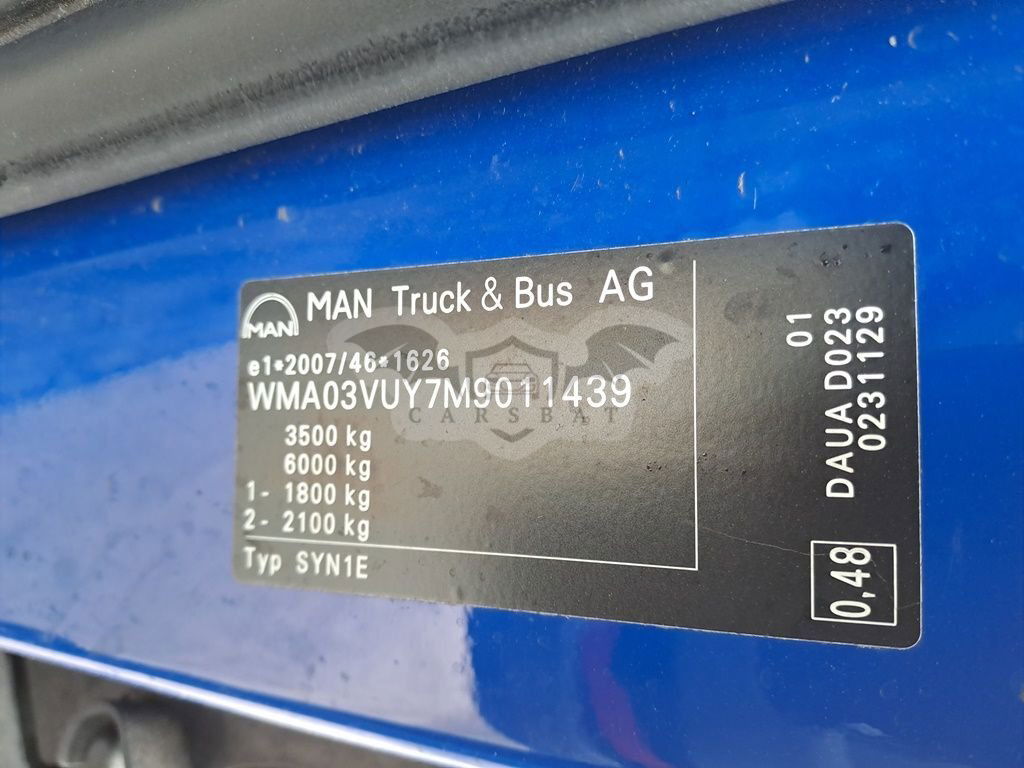 MAN
MAN Truck & Bus AG
e1*2007/46*1626
WMA03VUY7M9011439
CARSBAT
3500 kg
6000 kg
1- 1800 kg
2- 2100 kg
Typ SYN1E
01
DAUA D023
02311129
0,48